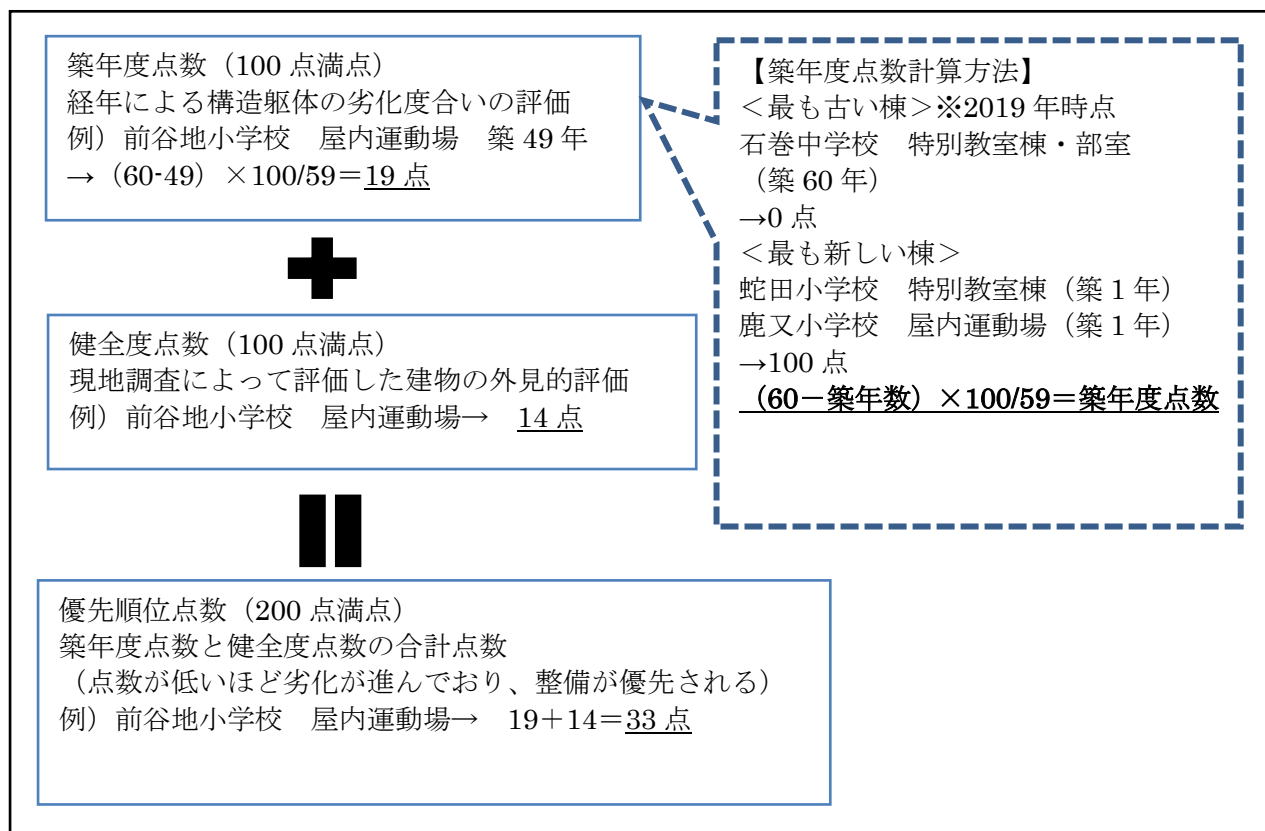 築年度点数（100 点満点）
経年による構造躯体の劣化度合いの評価
例）前谷地小学校　屋内運動場　築 49 年
→（60-49）×100/59＝19 点
健全度点数（100 点満点）
現地調査によって評価した建物の外見的評価
例）前谷地小学校　屋内運動場→　14 点
優先順位点数（200 点満点）
築年度点数と健全度点数の合計点数
（点数が低いほど劣化が進んでおり、整備が優先される）
例）前谷地小学校　屋内運動場→　19＋14＝33 点
【築年度点数計算方法】
＜最も古い棟＞※2019 年時点
石巻中学校　特別教室棟・部室
（築 60 年）
→0 点
＜最も新しい棟＞
蛇田小学校　特別教室棟（築 1 年）
鹿又小学校　屋内運動場（築 1 年）
→100 点
（60－築年数）×100/59＝築年度点数